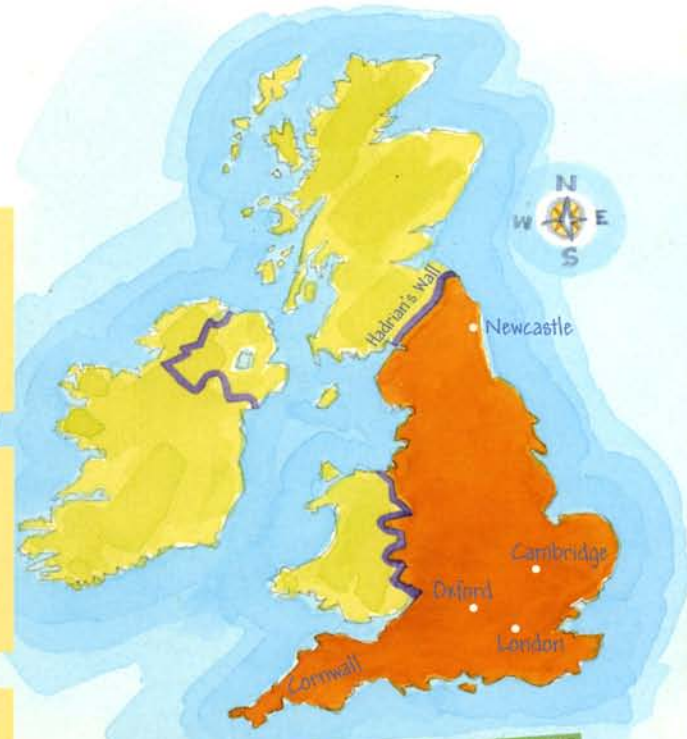 N
W E
S
Hadrian's Wall
Newcastle
Cambridge
Oxford
London
Cornwall